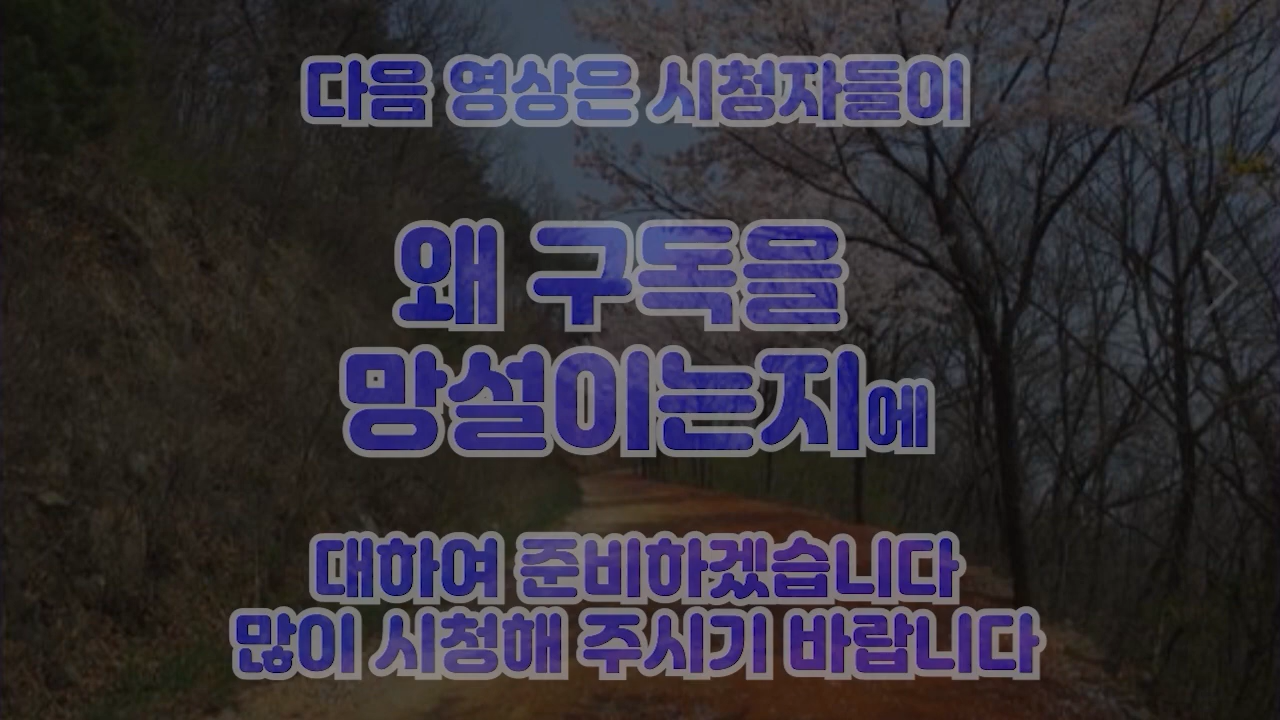 다음 영상은 시청자들이
왜 구독을
망설이는지에
대하여 준비하겠습니다
많이 시청해 주시기 바랍니다